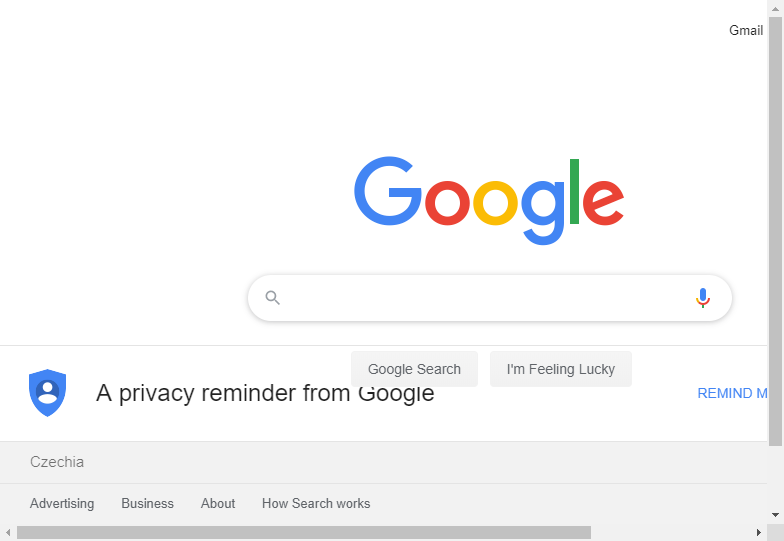 Gmail
Google
Google Search
I'm Feeling Lucky
A privacy reminder from Google
REMIND M
Czechia
Advertising
Business
About
How Search works